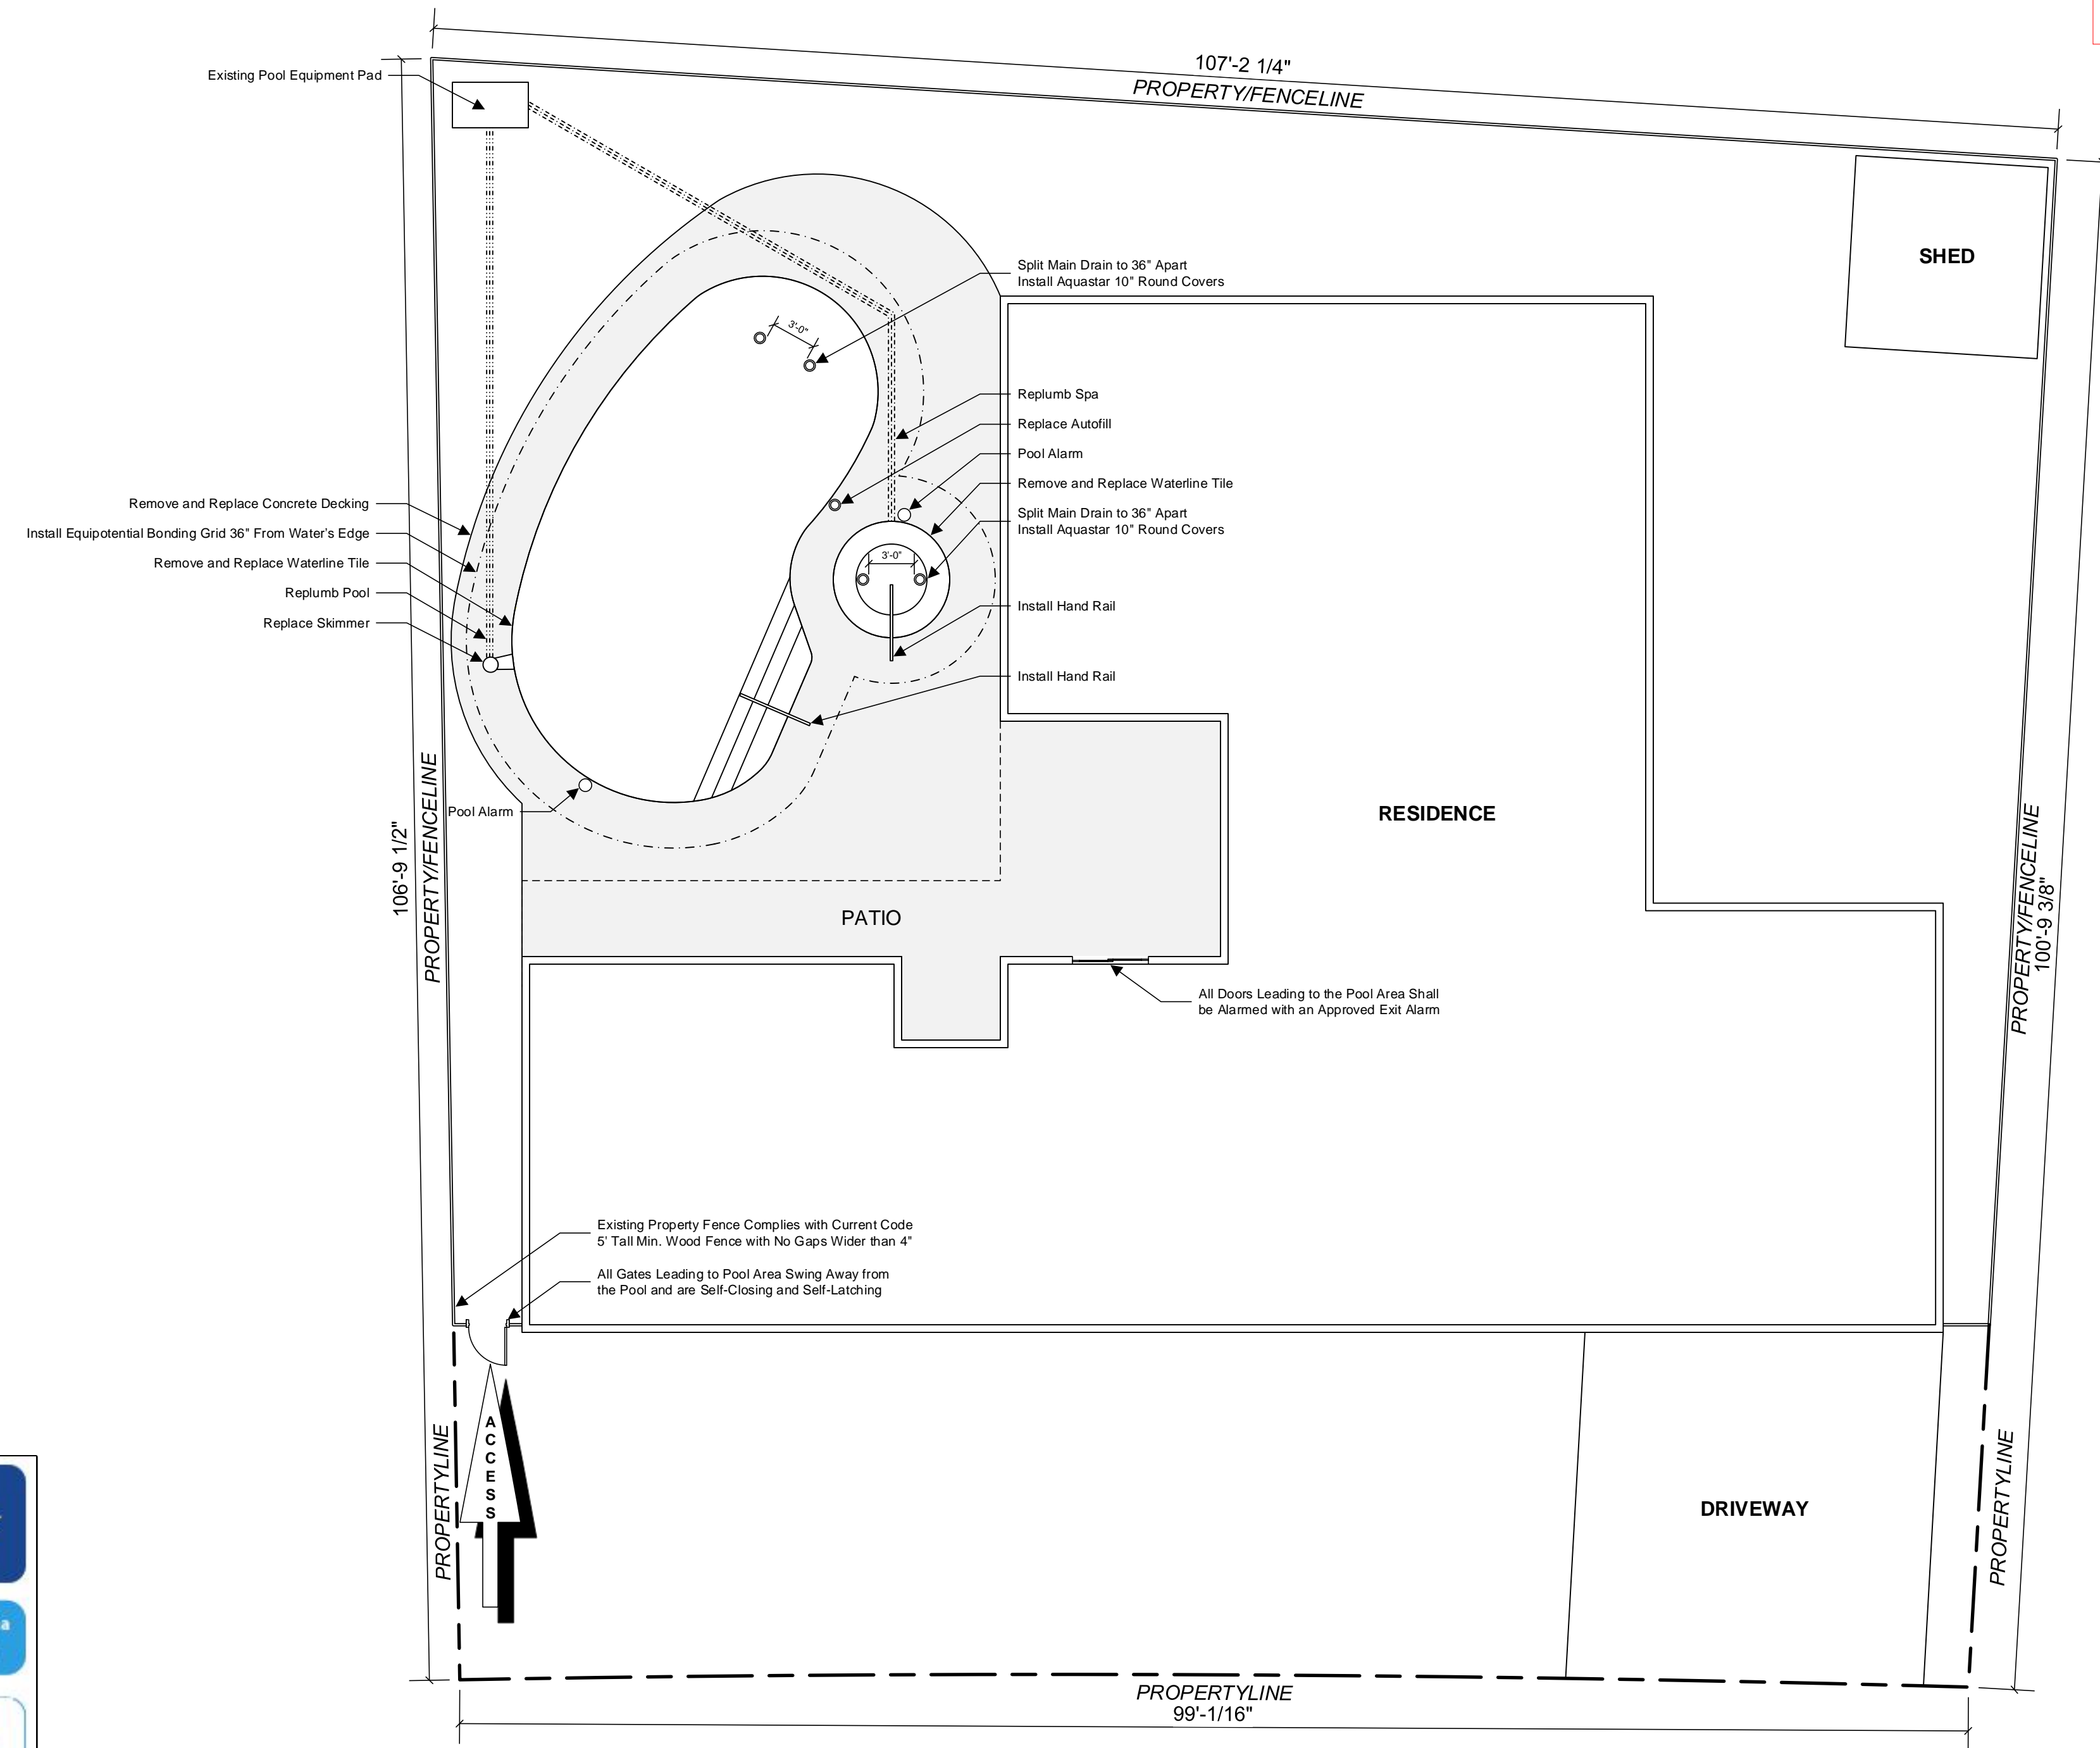 107'-2 1/4"
PROPERTY/FENCELINE
Existing Pool Equipment Pad
SHED
Split Main Drain to 36" Apart
Install Aquastar 10" Round Covers
3'-0"
Replumb Spa
Replace Autofill
Pool Alarm
Remove and Replace Waterline Tile
Split Main Drain to 36" Apart
Install Aquastar 10" Round Covers
3'-0"
Install Hand Rail
Install Hand Rail
Remove and Replace Concrete Decking
Install Equipotential Bonding Grid 36" From Water's Edge
Remove and Replace Waterline Tile
Replumb Pool
Replace Skimmer
Pool Alarm
106'-9 1/2"
PROPERTY/FENCELINE
RESIDENCE
PROPERTY/FENCELINE
100'-9 3/8"
PATIO
All Doors Leading to the Pool Area Shall
be Alarmed with an Approved Exit Alarm
Existing Property Fence Complies with Current Code
5' Tall Min. Wood Fence with No Gaps Wider than 4"
All Gates Leading to Pool Area Swing Away from
the Pool and are Self-Closing and Self-Latching
ACCESS
PROPERTYLINE
DRIVEWAY
PROPERTYLINE
PROPERTYLINE
99'-1/16"
a